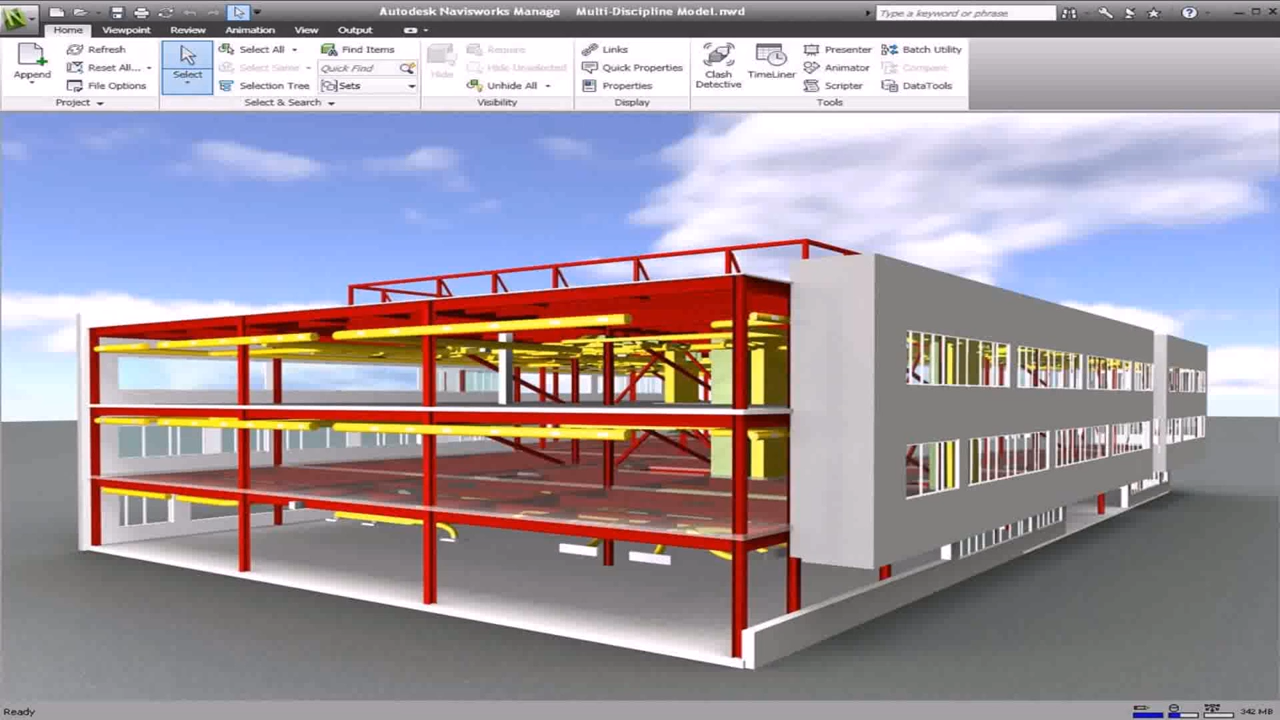 Autodesk Navisworks Manage Multi-Discipline Model.nwd
Type a keyword or phrase
Home Viewpoint Review Animation View Output
Append
Refresh
Reset All...
File Options
Project
Select
Select All
Select Same
Selection Tree
Find Items
Quick Find
Sets
Select & Search
Hide
Require
Hide Unselected
Unhide All
Visibility
Links
Quick Properties
Properties
Display
Clash
Detective
TimeLiner
Presenter
Animator
Scripter
Batch Utility
Compare
DataTools
Tools
Ready
342 MB